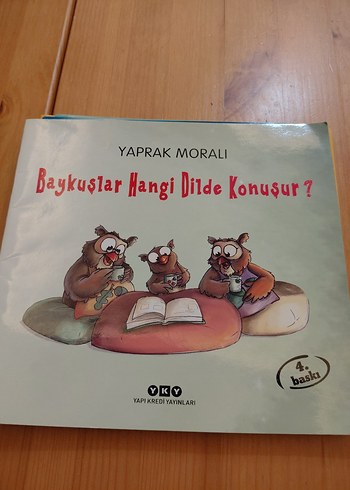 YAPRAK MORALI
Baykuşlar Hangi Dilde Konuşur?
4.
baskı
YKY
YAPI KREDİ YAYINLARI